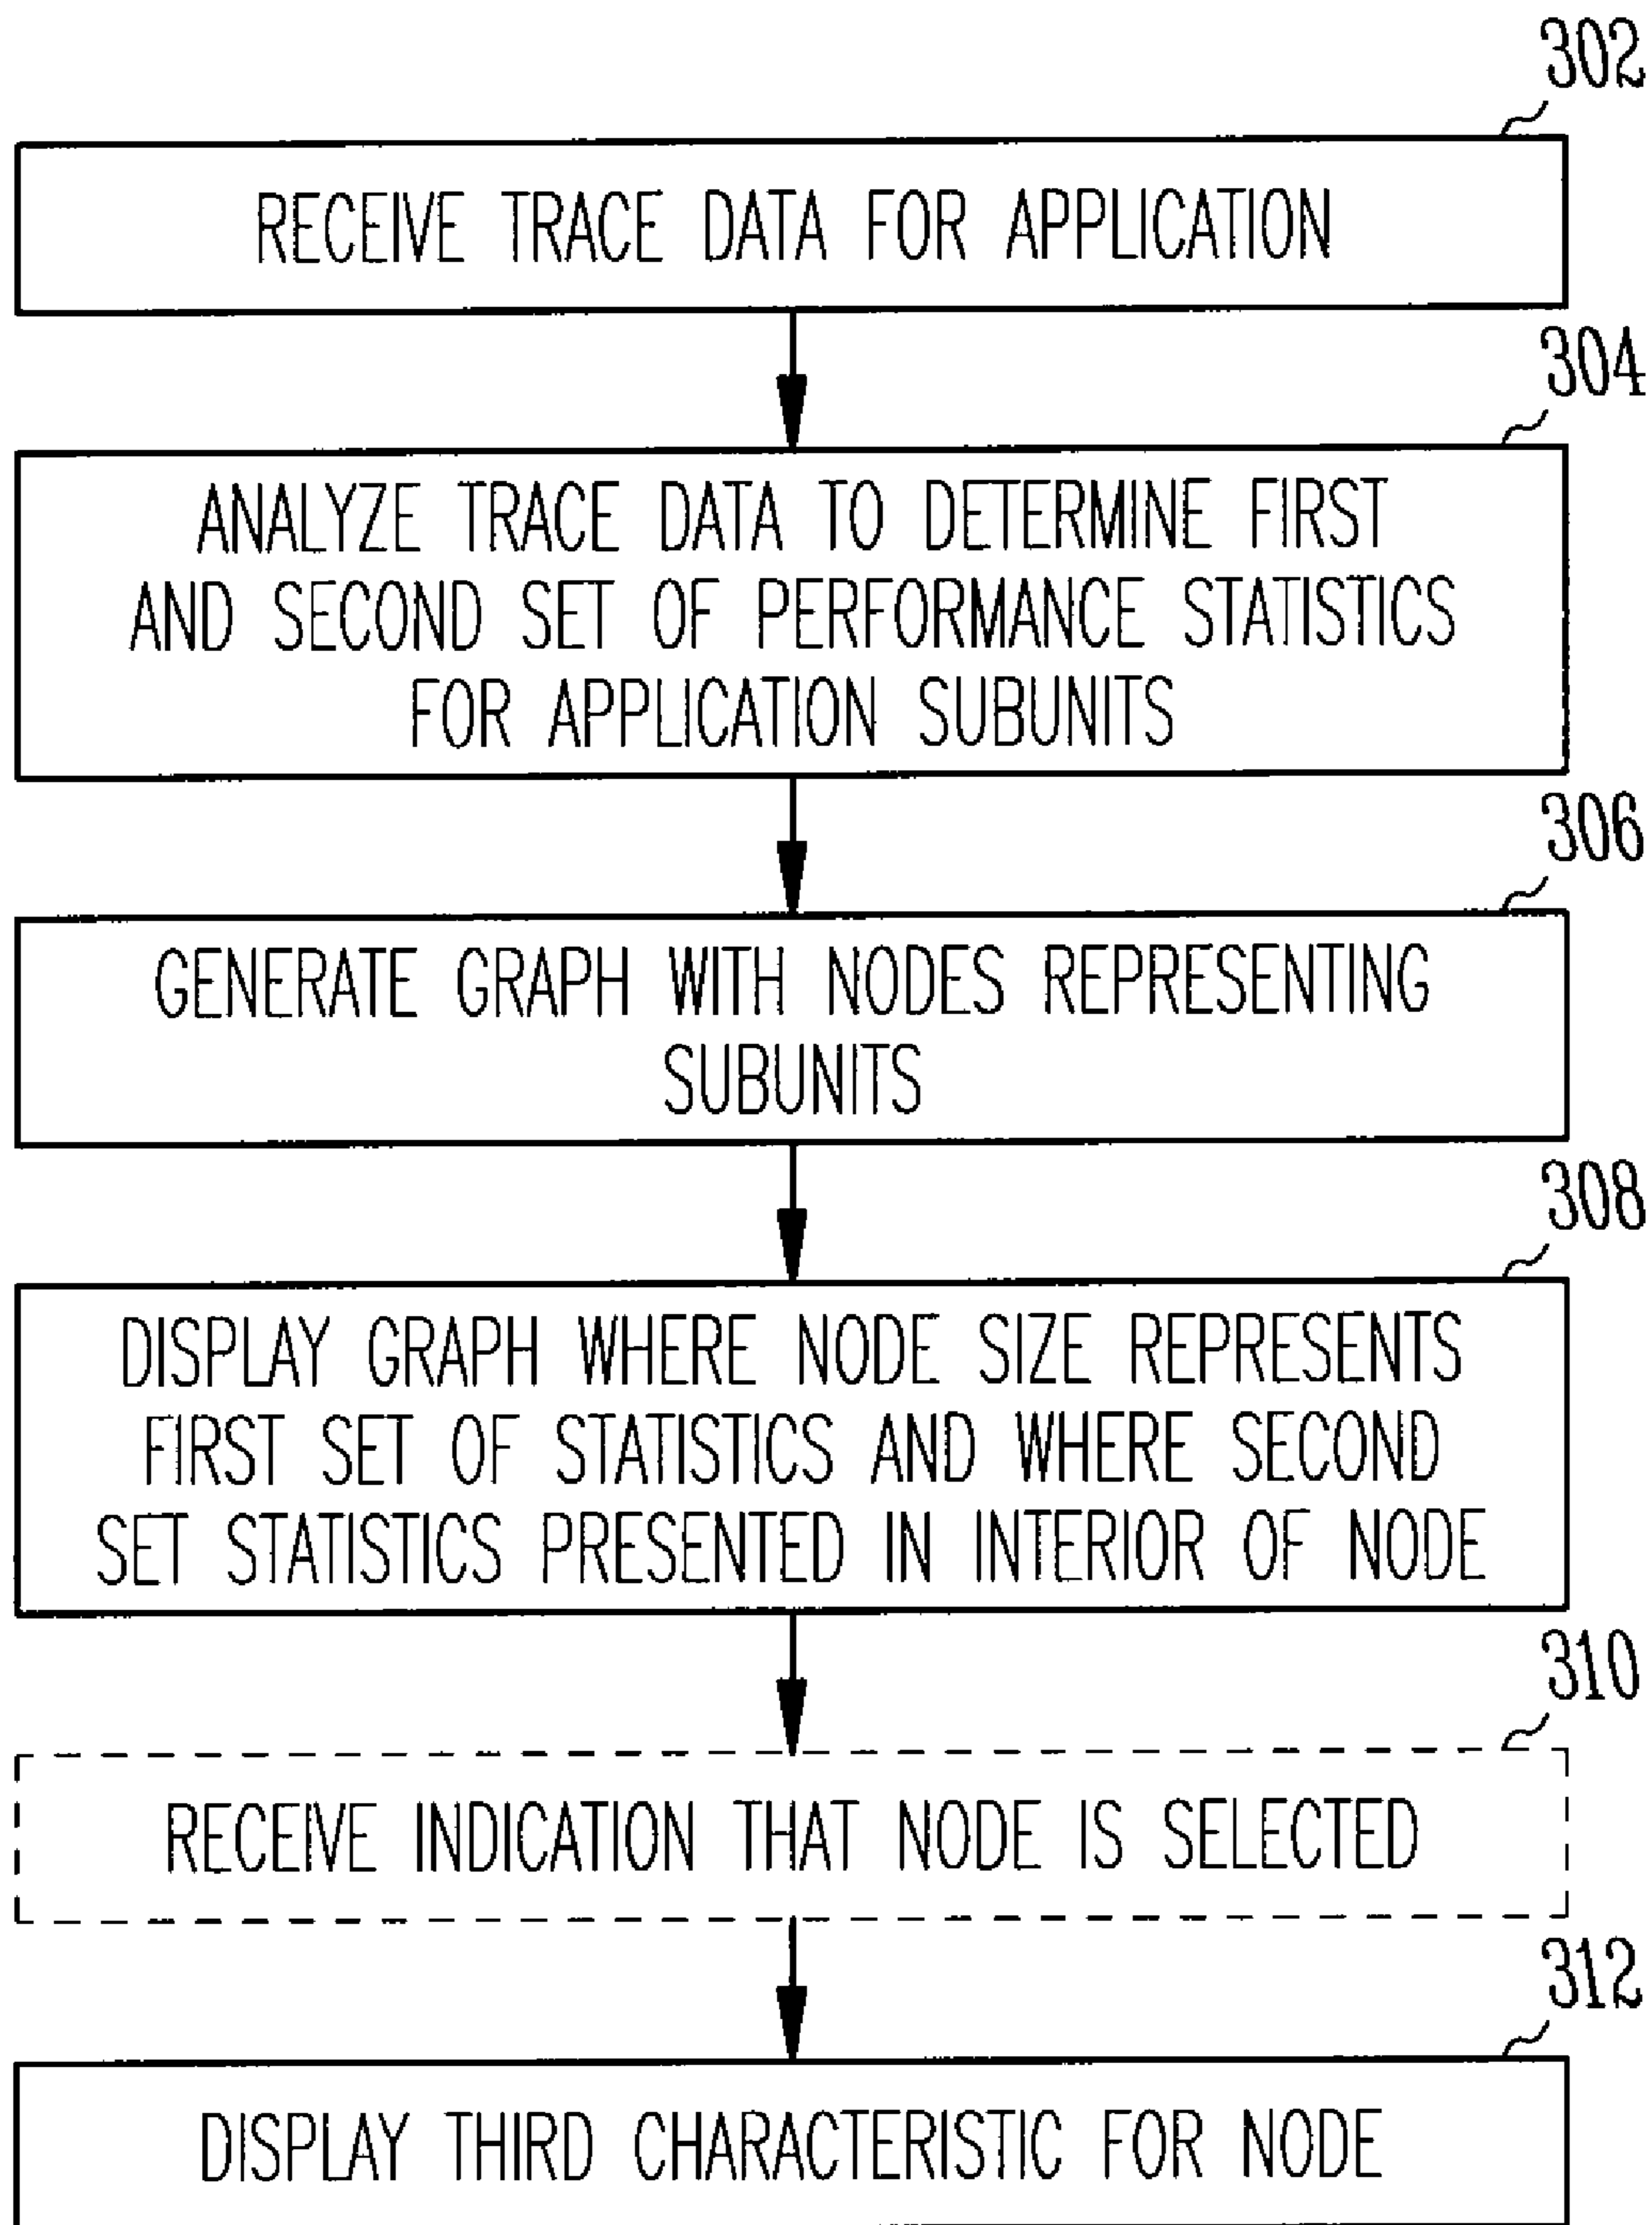 302
RECEIVE TRACE DATA FOR APPLICATION
304
ANALYZE TRACE DATA TO DETERMINE FIRST
AND SECOND SET OF PERFORMANCE STATISTICS
FOR APPLICATION SUBUNITS
306
GENERATE GRAPH WITH NODES REPRESENTING
SUBUNITS
308
DISPLAY GRAPH WHERE NODE SIZE REPRESENTS
FIRST SET OF STATISTICS AND WHERE SECOND
SET STATISTICS PRESENTED IN INTERIOR OF NODE
310
RECEIVE INDICATION THAT NODE IS SELECTED
312
DISPLAY THIRD CHARACTERISTIC FOR NODE